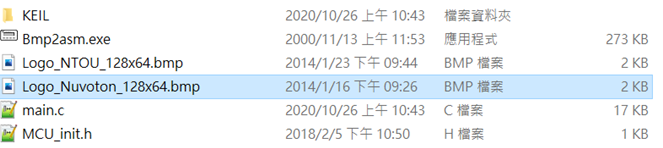 KEIL 2020/10/26 上午 10:43 檔案資料夾
Bmp2asm.exe 2000/11/13 上午 11:53 應用程式 273 KB
Logo_NTOU_128x64.bmp 2014/1/23 下午 09:44 BMP 檔案 2 KB
Logo_Nuvoton_128x64.bmp 2014/1/16 下午 09:26 BMP 檔案 2 KB
main.c 2020/10/26 上午 10:43 C 檔案 17 KB
MCU_init.h 2018/2/5 下午 10:50 H 檔案 1 KB